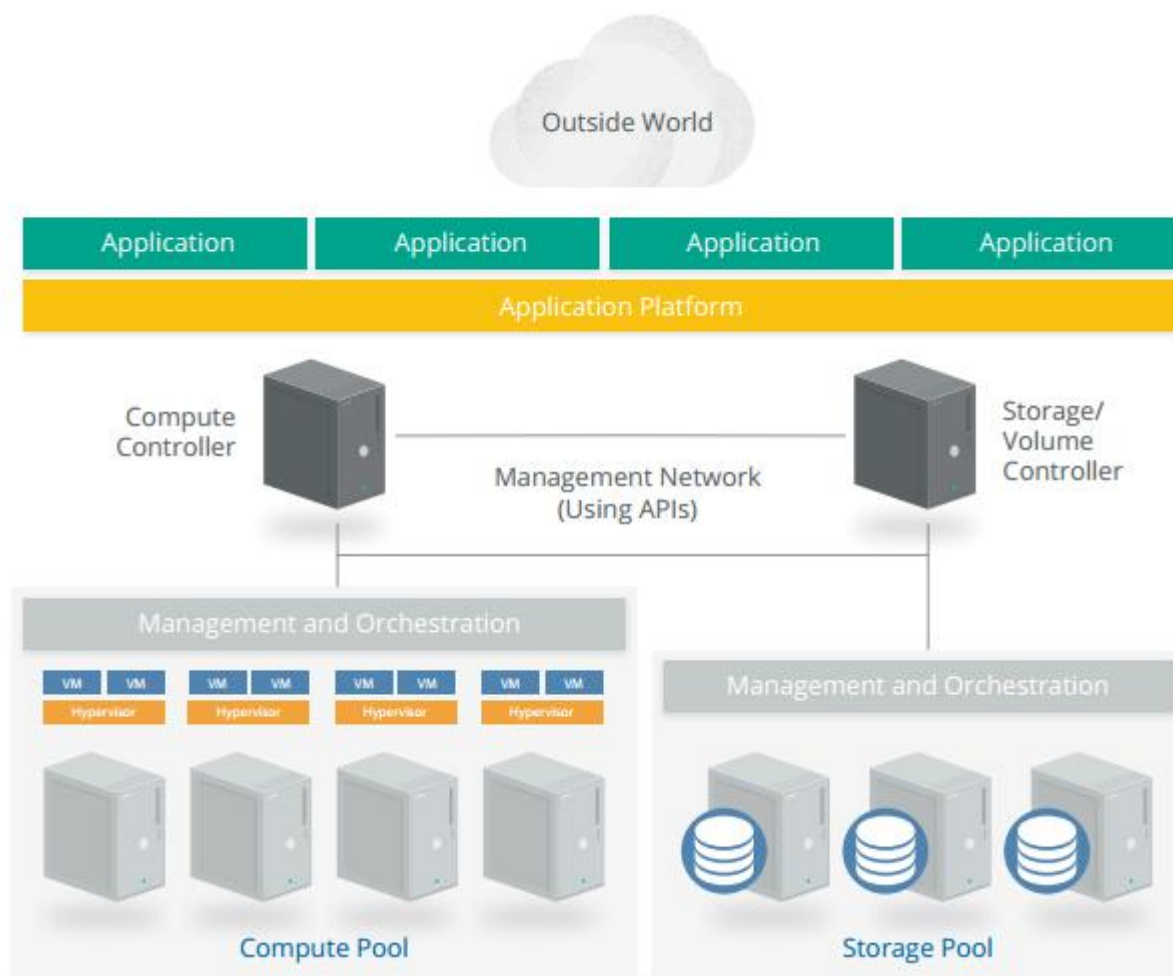 Outside World
Application Application Application Application
Application Platform
Compute
Controller
Storage/
Volume
Controller
Management Network
(Using APIs)
Management and Orchestration
VM VM VM VM VM VM VM VM
Hypervisor Hypervisor Hypervisor Hypervisor
Compute Pool
Management and Orchestration
Storage Pool